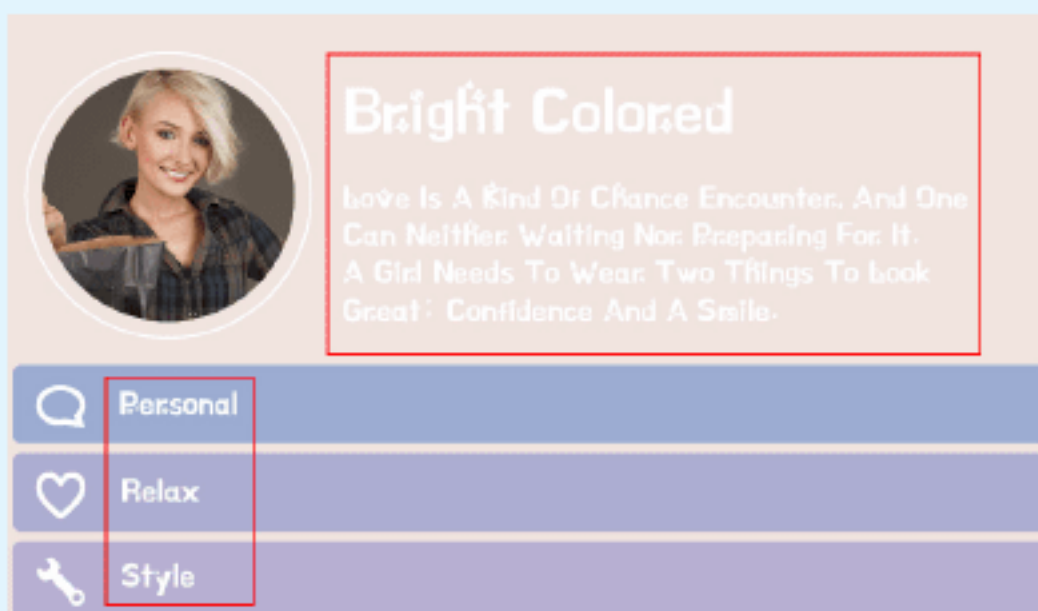 Bright Colored
Love Is A Kind Of Chance Encounter, And One
Can Neither Waiting Nor Preparing For It.
A Girl Needs To Wear Two Things To Look
Great: Confidence And A Smile.
Personal
Relax
Style